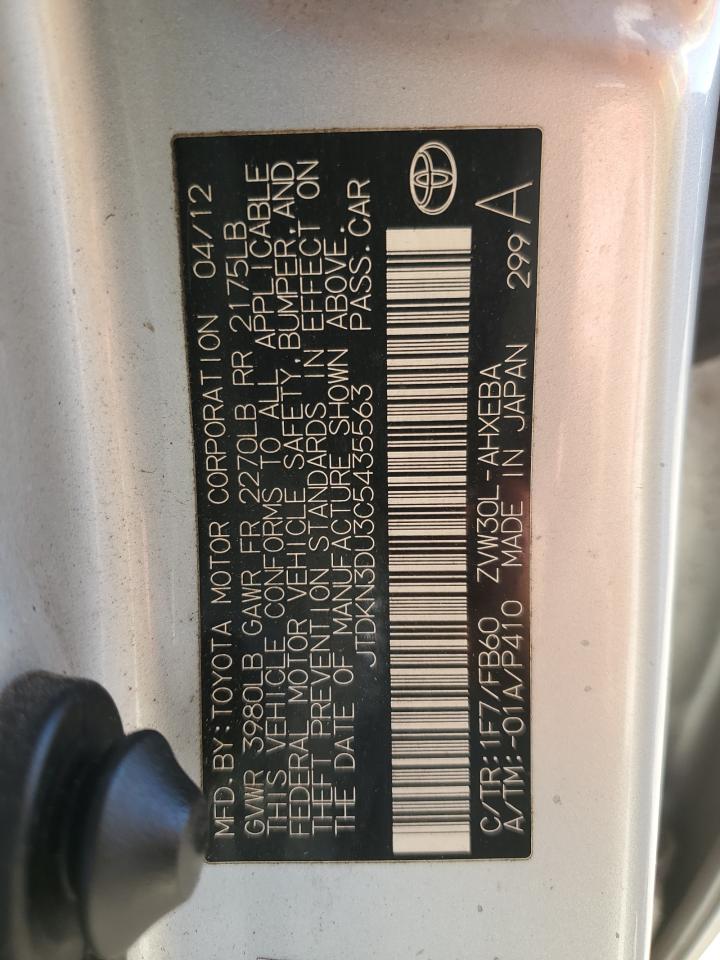 MFD. BY: TOYOTA MOTOR CORPORATION 04/12
GVWR 3980LB GAWR FR 2270LB RR 2175LB
THIS VEHICLE CONFORMS TO ALL APPLICABLE
FEDERAL MOTOR VEHICLE SAFETY, BUMPER, AND
THEFT PREVENTION STANDARDS IN EFFECT ON
THE DATE OF MANUFACTURE SHOWN ABOVE.
JTDKN3DU3C5435563 PASS. CAR
C/TR: 1F7/FB60 ZVW30L-AHXEBA
A/TM: -01A/P410 MADE IN JAPAN 299 A